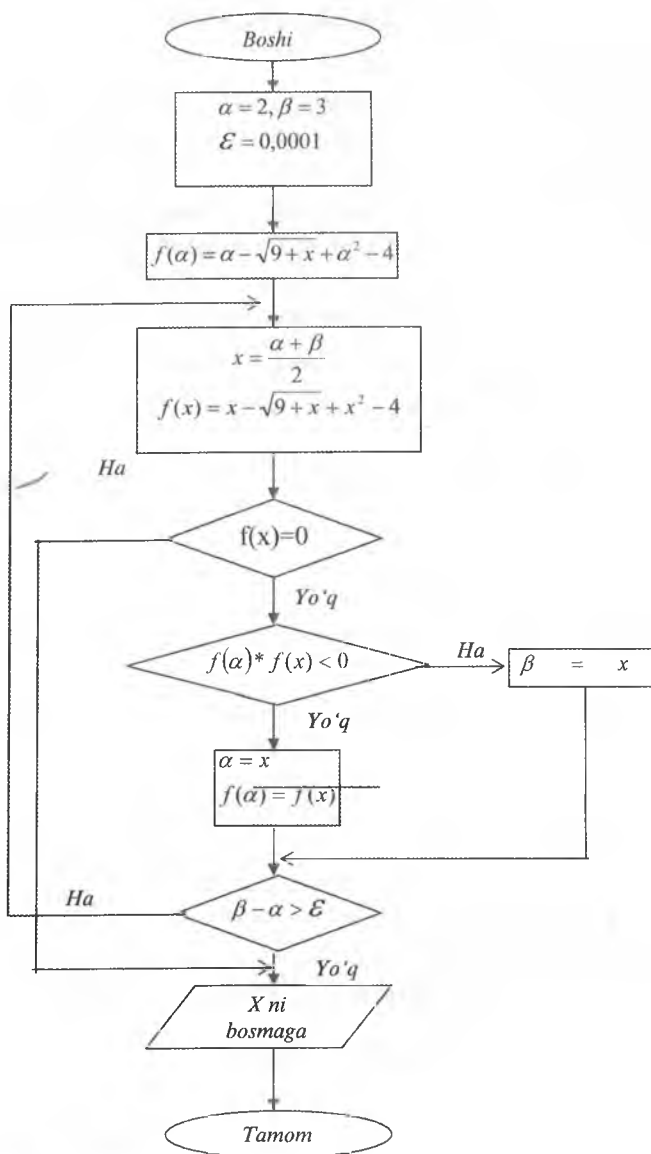 Boshi
α = 2, β = 3
ε = 0,0001
f(α) = α − √9 + x + α² − 4
x = (α + β) / 2
f(x) = x − √9 + x + x² − 4
Ha
f(x)=0
Yo‘q
f(α)* f(x) < 0
Ha
β = x
Yo‘q
α = x
f(α) = f(x)
Ha
β − α > ε
Yo‘q
X ni
bosmaga
Tamom